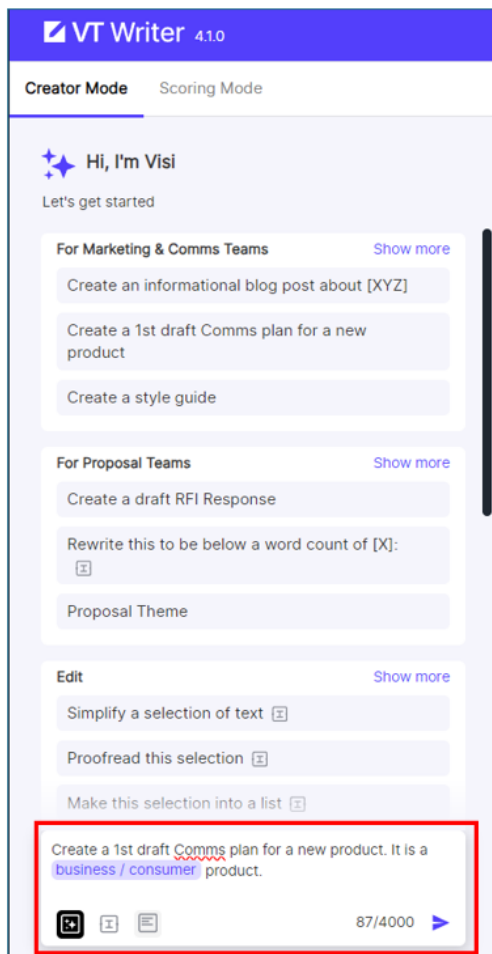 VT Writer 4.1.0
Creator Mode Scoring Mode
Hi, I'm Visi
Let's get started
For Marketing & Comms Teams Show more
Create an informational blog post about [XYZ]
Create a 1st draft Comms plan for a new
product
Create a style guide
For Proposal Teams Show more
Create a draft RFI Response
Rewrite this to be below a word count of [X]:
Proposal Theme
Edit Show more
Simplify a selection of text
Proofread this selection
Make this selection into a list
Create a 1st draft Comms plan for a new product. It is a
business / consumer product.
87/4000